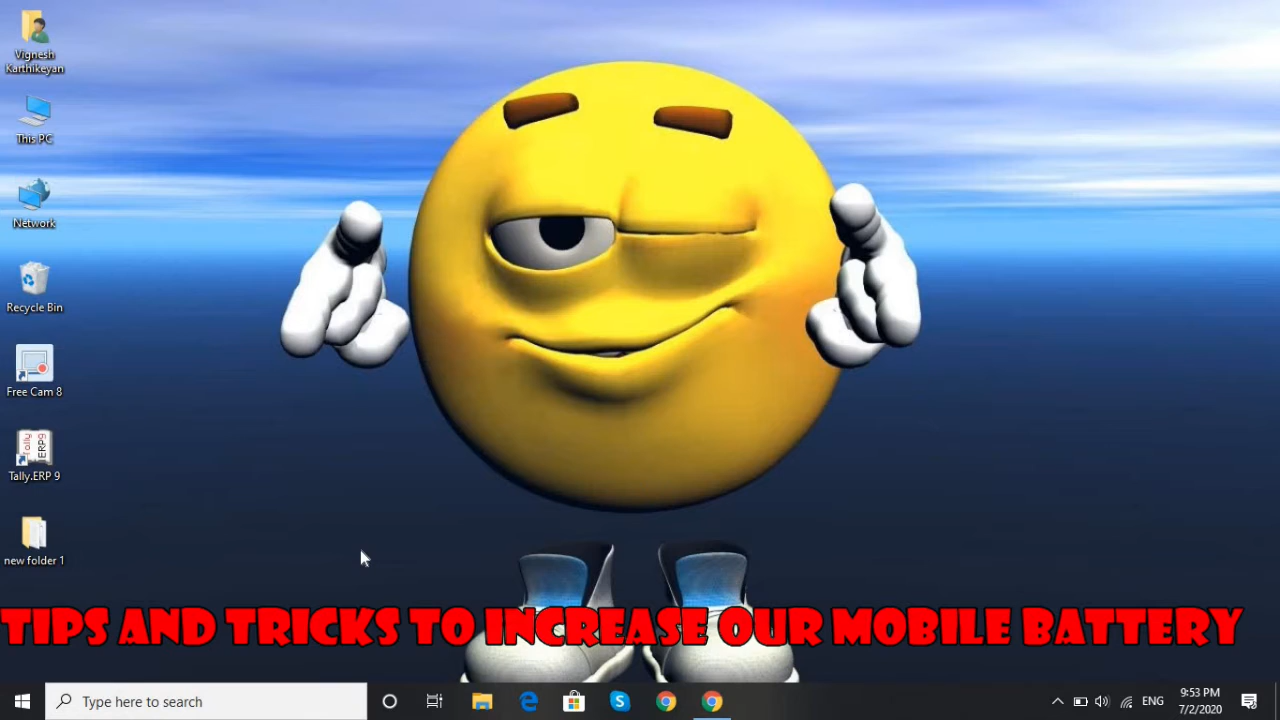 Vignesh
Karthikeyan
This PC
Network
Recycle Bin
Free Cam 8
Tally.ERP 9
new folder 1
TIPS AND TRICKS TO INCREASE OUR MOBILE BATTERY
Type here to search
ENG
9:53 PM
7/2/2020